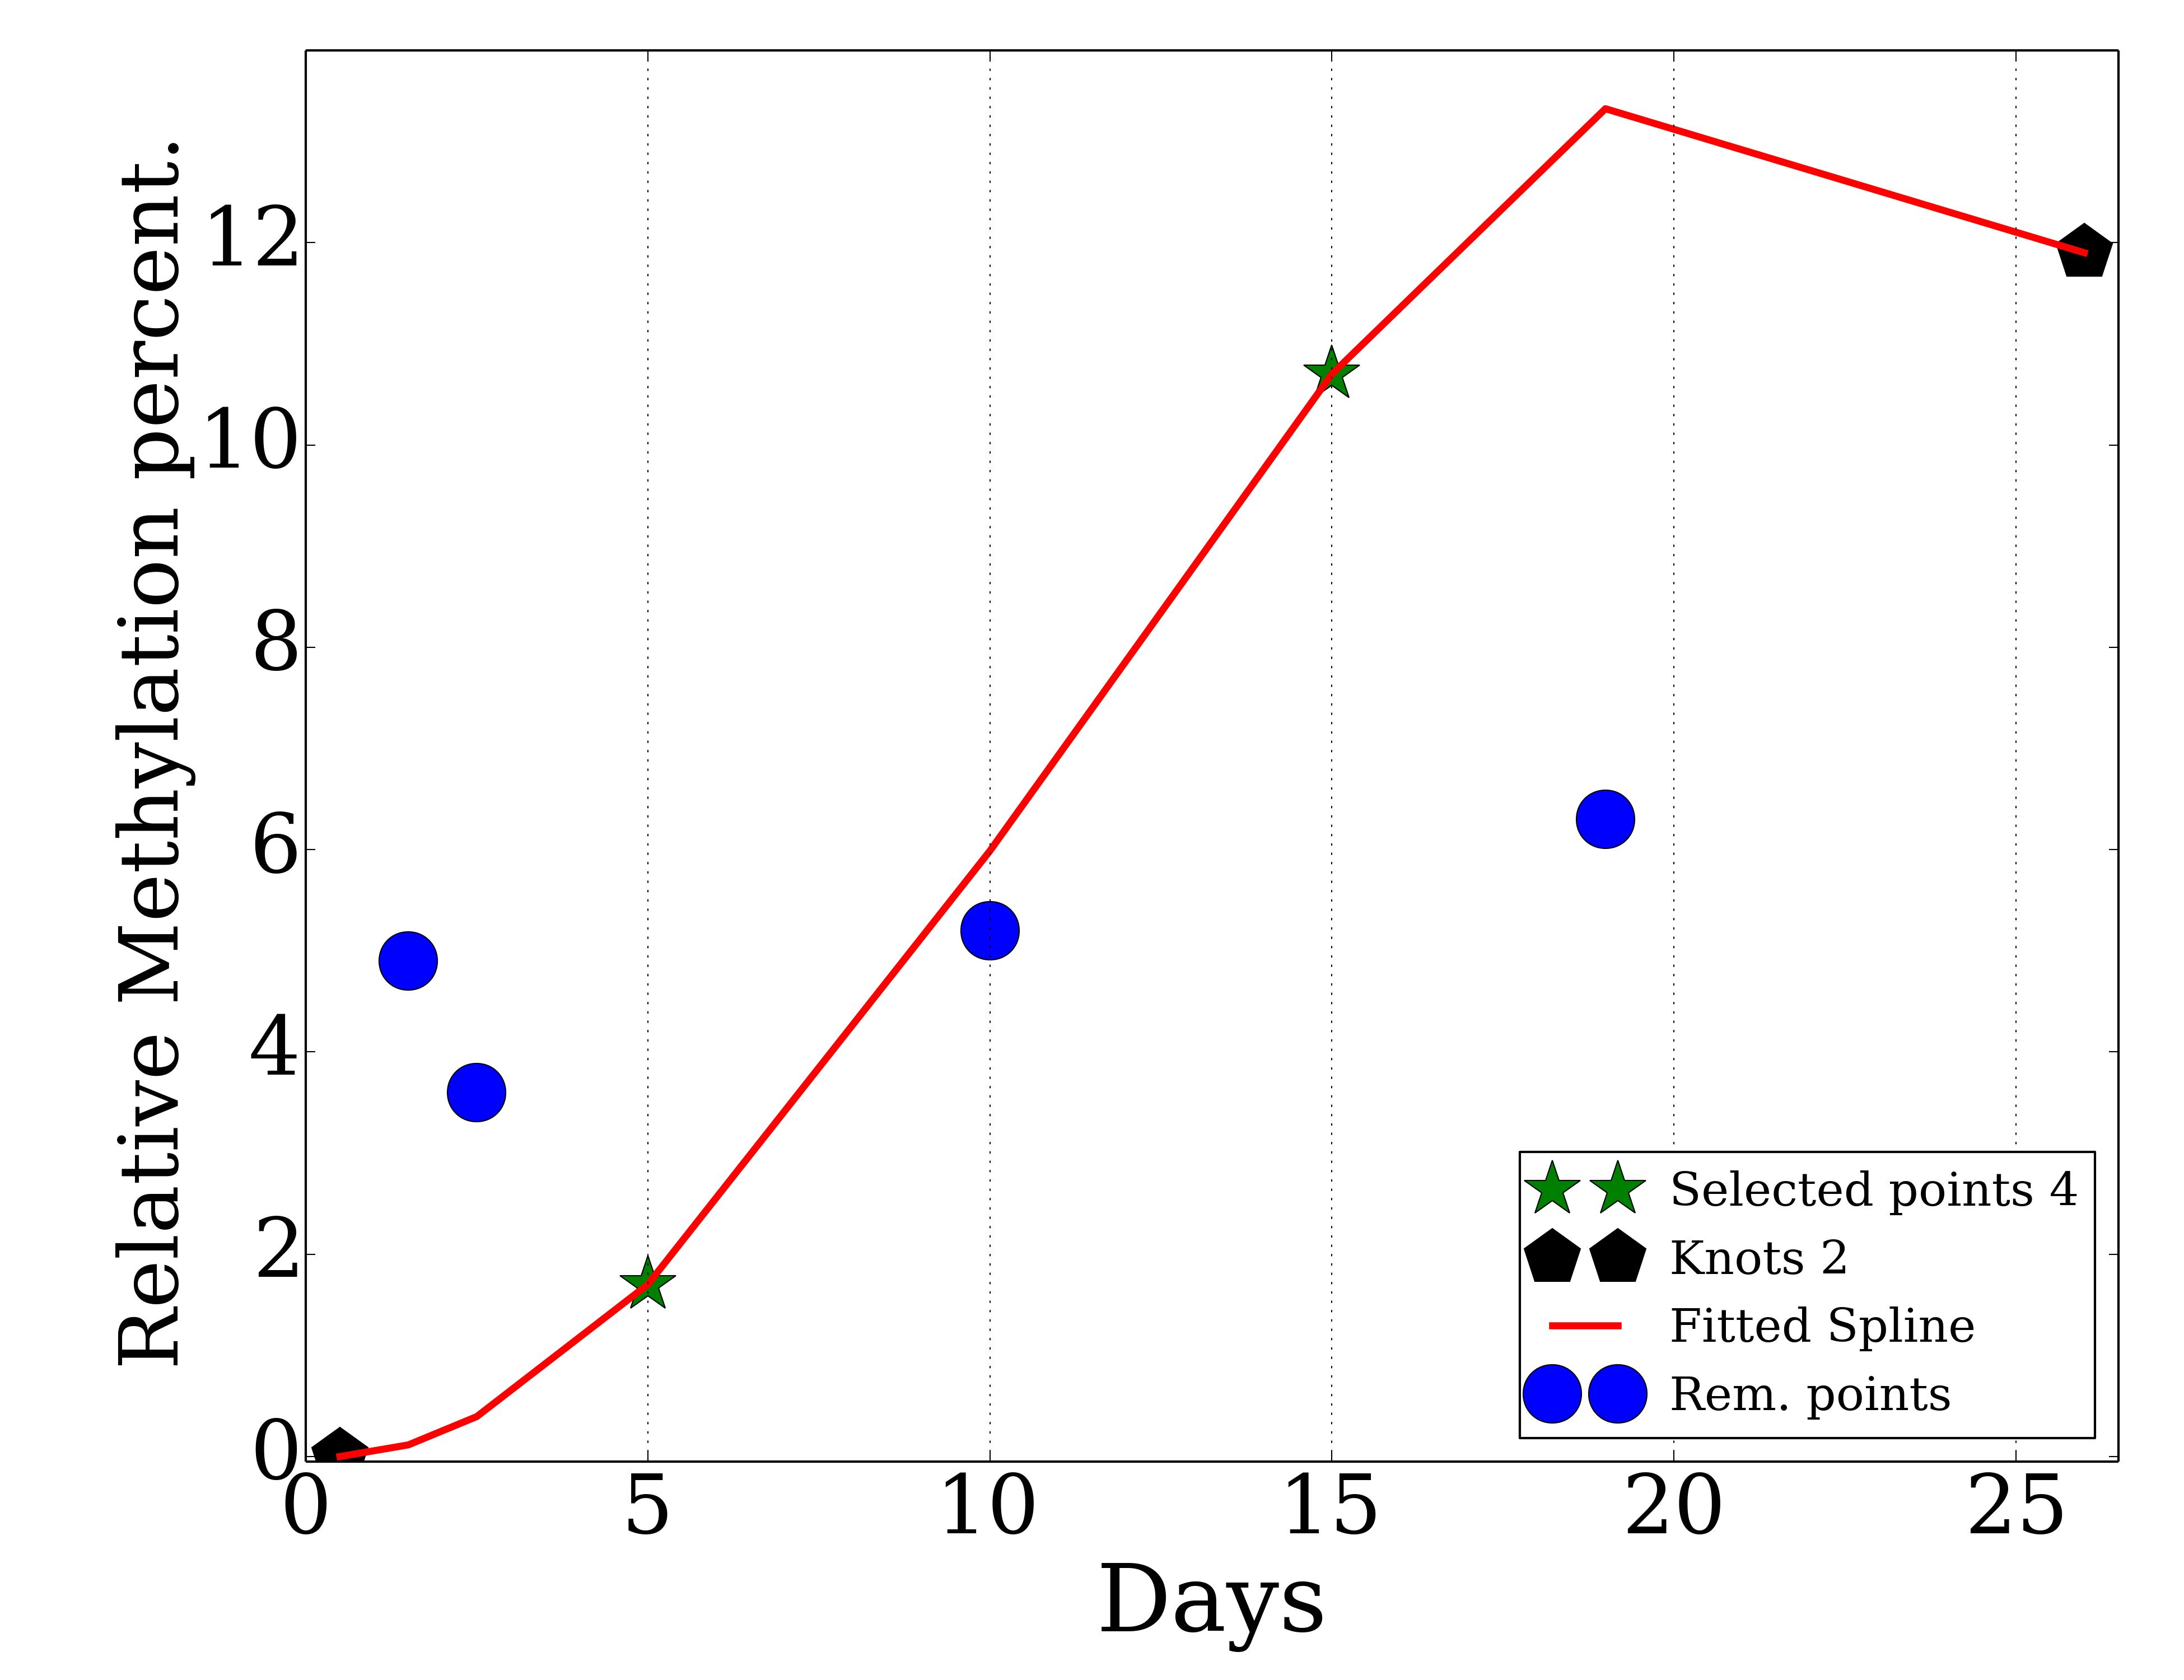 Relative Methylation percent.
12
10
8
6
4
2
0
0 5 10 15 20 25
Days
Selected points 4
Knots 2
Fitted Spline
Rem. points